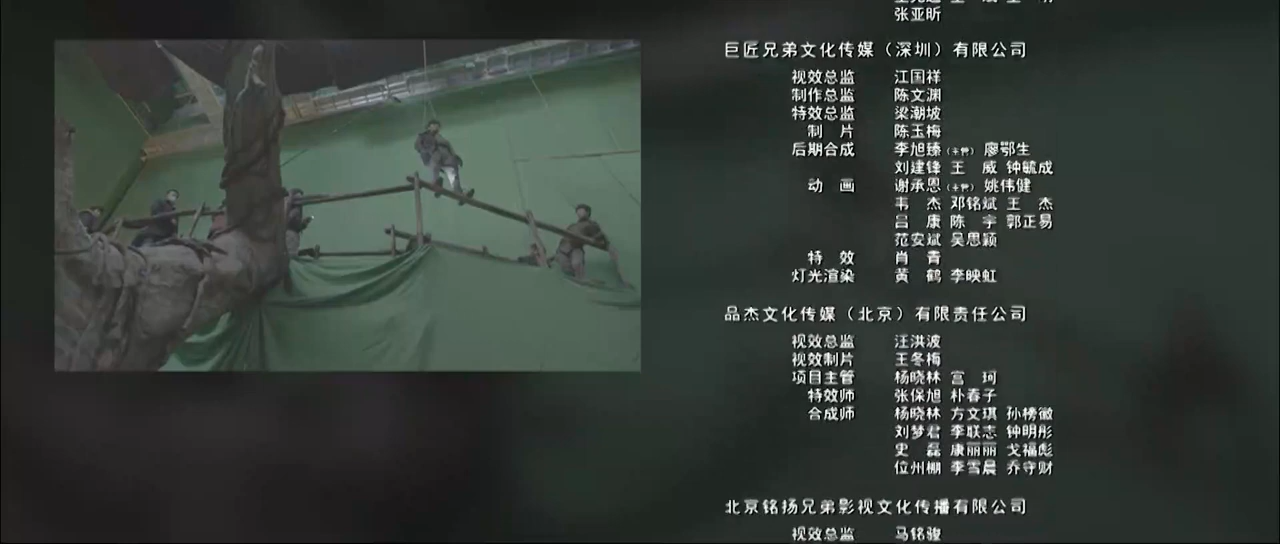 张亚昕
巨匠兄弟文化传媒（深圳）有限公司
视效总监 江国祥
制作总监 陈文渊
特效总监 梁潮坡
制 片 陈玉梅
后期合成 李旭臻（主管） 廖鄂生
刘建锋 王 威 钟毓成
动 画 谢承恩（主管） 姚伟健
韦 杰 邓铭斌 王 杰
吕 康 陈 宇 郭正易
范安斌 吴思颖
特 效 肖 青
灯光渲染 黄 鹤 李映虹
品杰文化传媒（北京）有限责任公司
视效总监 汪洪波
视效制片 王冬梅
项目主管 杨晓林 宫 珂
特效师 张保旭 朴春子
合成师 杨晓林 方文琪 孙榜徽
刘梦君 李联志 钟明彤
史 磊 康丽丽 戈福彪
位州棚 李雪晨 乔守财
北京铭扬兄弟影视文化传播有限公司
视效总监 马铭骏